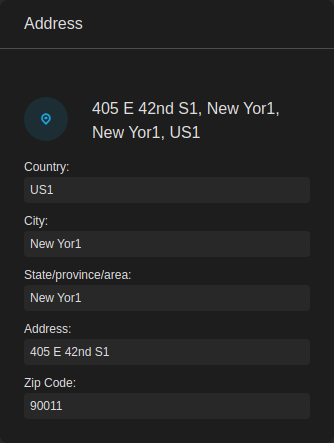 Address
405 E 42nd S1, New Yor1,
New Yor1, US1
Country:
US1
City:
New Yor1
State/province/area:
New Yor1
Address:
405 E 42nd S1
Zip Code:
90011